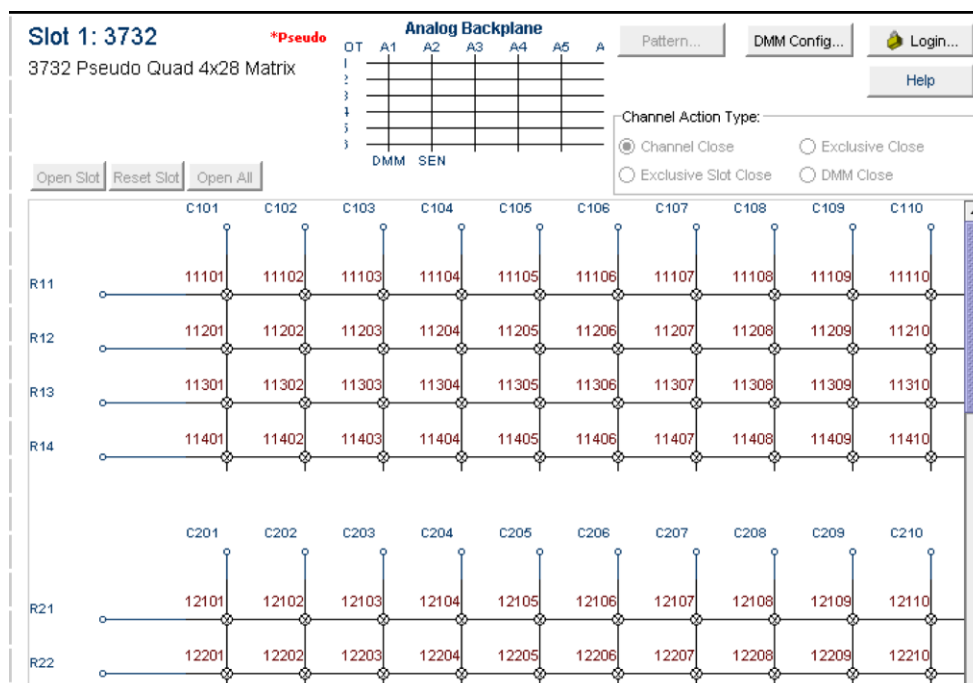 Slot 1: 3732
*Pseudo
3732 Pseudo Quad 4x28 Matrix
Analog Backplane
OT A1 A2 A3 A4 A5 A
DMM SEN
Pattern...
DMM Config...
Login...
Help
Channel Action Type:
Channel Close
Exclusive Close
Exclusive Slot Close
DMM Close
Open Slot
Reset Slot
Open All
C101 C102 C103 C104 C105 C106 C107 C108 C109 C110
R11 11101 11102 11103 11104 11105 11106 11107 11108 11109 11110
R12 11201 11202 11203 11204 11205 11206 11207 11208 11209 11210
R13 11301 11302 11303 11304 11305 11306 11307 11308 11309 11310
R14 11401 11402 11403 11404 11405 11406 11407 11408 11409 11410
C201 C202 C203 C204 C205 C206 C207 C208 C209 C210
R21 12101 12102 12103 12104 12105 12106 12107 12108 12109 12110
R22 12201 12202 12203 12204 12205 12206 12207 12208 12209 12210